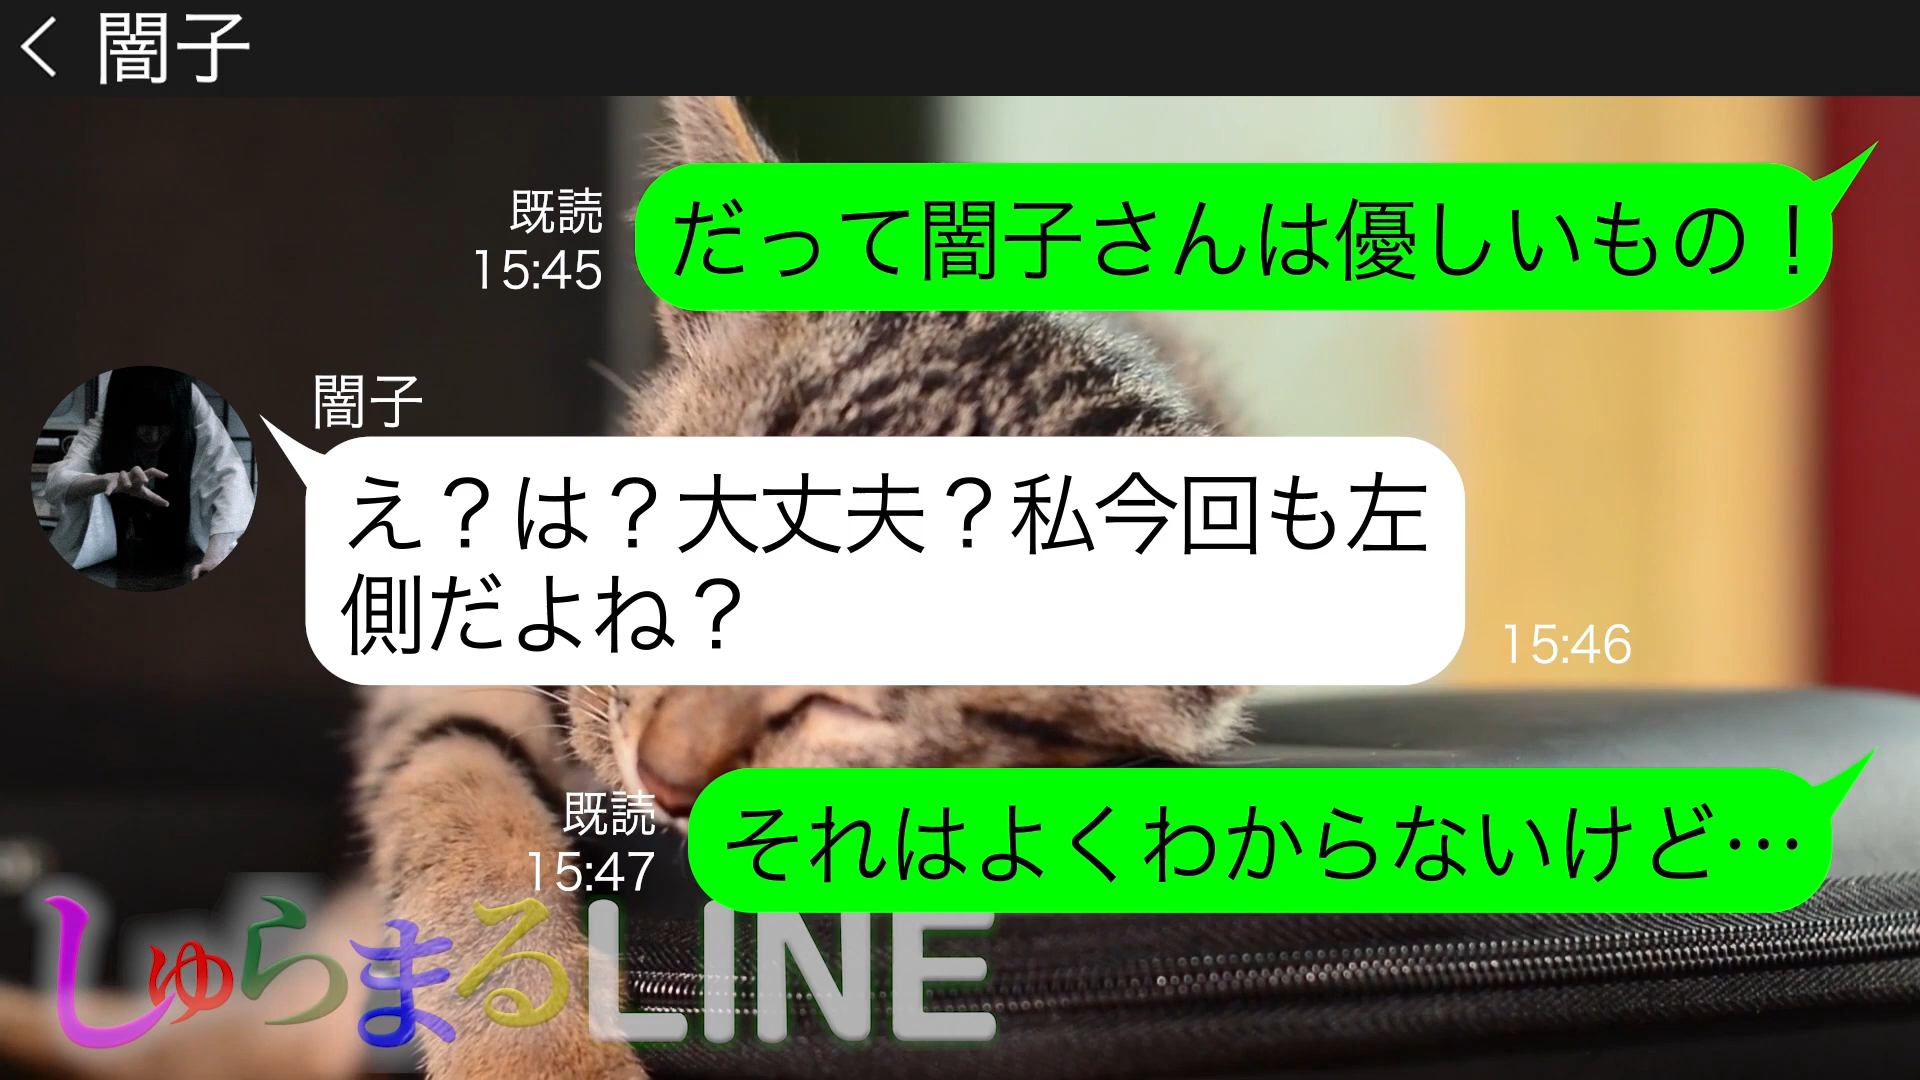 闇子
既読
15:45
だって闇子さんは優しいもの！
闇子
え？は？大丈夫？私今回も左
側だよね？
15:46
既読
15:47
それはよくわからないけど…
しゅらまるLINE